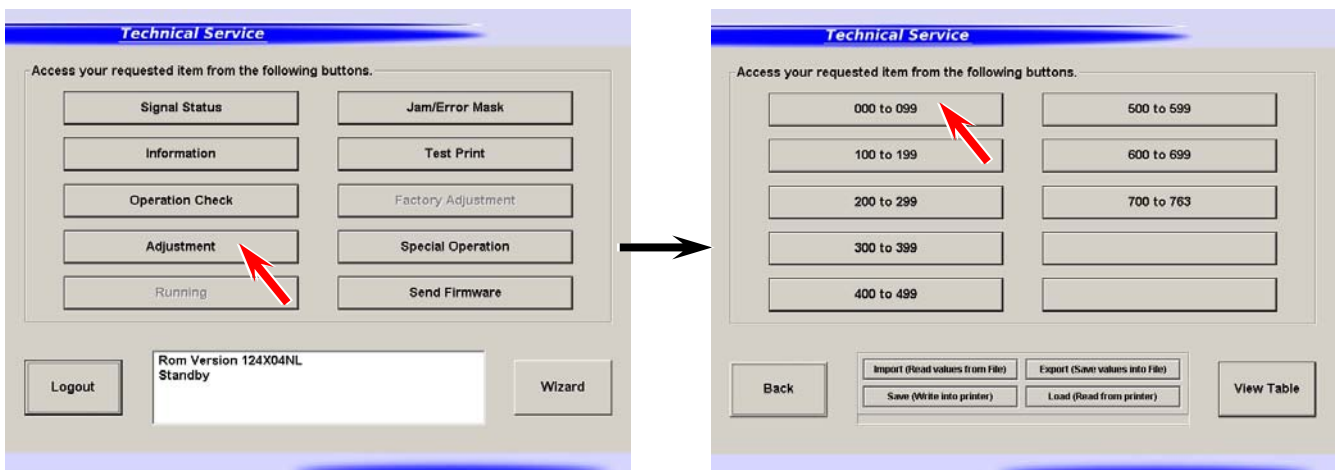 Technical Service
Access your requested item from the following buttons.
Signal Status
Jam/Error Mask
Information
Test Print
Operation Check
Factory Adjustment
Adjustment
Special Operation
Running
Send Firmware
Logout
Rom Version 124X04NL
Standby
Wizard
Technical Service
Access your requested item from the following buttons.
000 to 099
500 to 599
100 to 199
600 to 699
200 to 299
700 to 763
300 to 399
400 to 499
Back
Import (Read values from File)
Export (Save values into File)
Save (Write into printer)
Load (Read from printer)
View Table